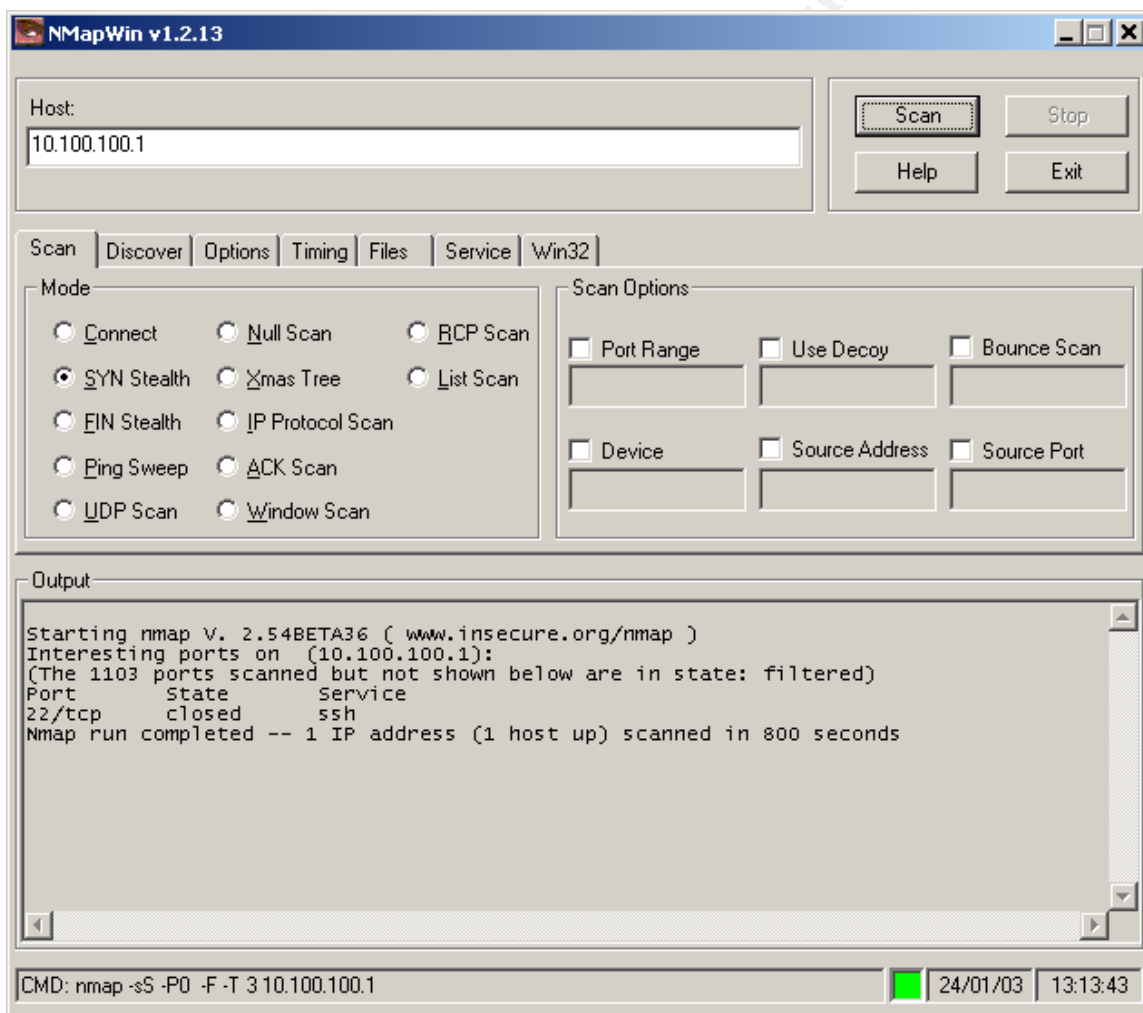 NMapWin v1.2.13
Host:
10.100.100.1
Scan
Stop
Help
Exit
Scan Discover Options Timing Files Service Win32
Mode
Connect Null Scan RCP Scan
SYN Stealth Xmas Tree List Scan
FIN Stealth IP Protocol Scan
Ping Sweep ACK Scan
UDP Scan Window Scan
Scan Options
Port Range Use Decoy Bounce Scan
Device Source Address Source Port
Output
Starting nmap V. 2.54BETA36 ( www.insecure.org/nmap )
Interesting ports on (10.100.100.1):
(The 1103 ports scanned but not shown below are in state: filtered)
Port State Service
22/tcp closed ssh
Nmap run completed -- 1 IP address (1 host up) scanned in 800 seconds
CMD: nmap -sS -P0 -F -T 3 10.100.100.1
24/01/03 13:13:43